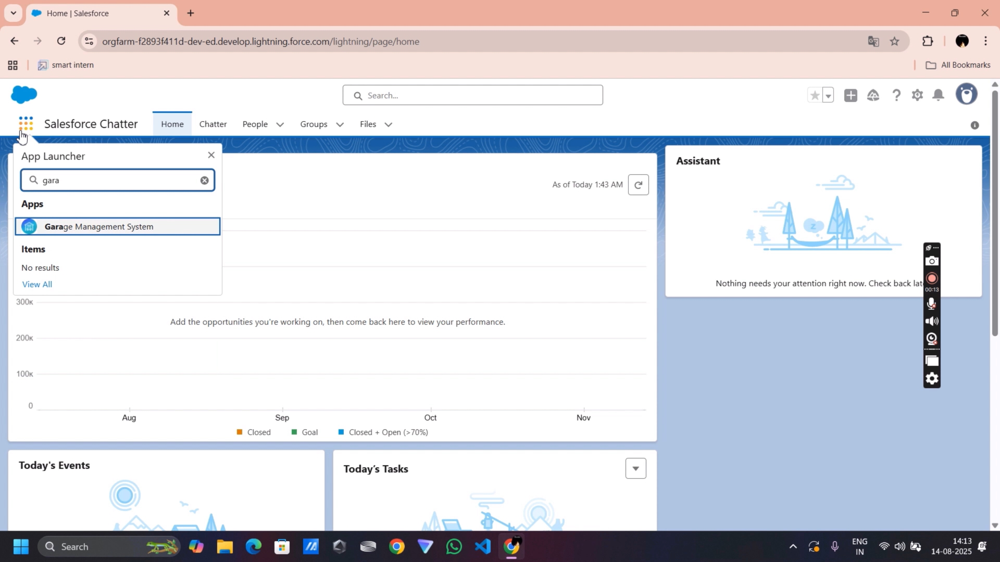 Home | Salesforce
orgfarm-f2893f411d-dev-ed.develop.lightning.force.com/lightning/page/home
smart intern
All Bookmarks
Search...
Salesforce Chatter
Home
Chatter
People
Groups
Files
App Launcher
gara
Apps
Garage Management System
Items
No results
View All
As of Today 1:43 AM
Assistant
Nothing needs your attention right now. Check back
00:13
300K
200K
100K
0
Add the opportunities you're working on, then come back here to view your performance.
Aug
Sep
Oct
Nov
Closed
Goal
Closed + Open (>70%)
Today's Events
Today's Tasks
Search
ENG
IN
14:13
14-08-2025